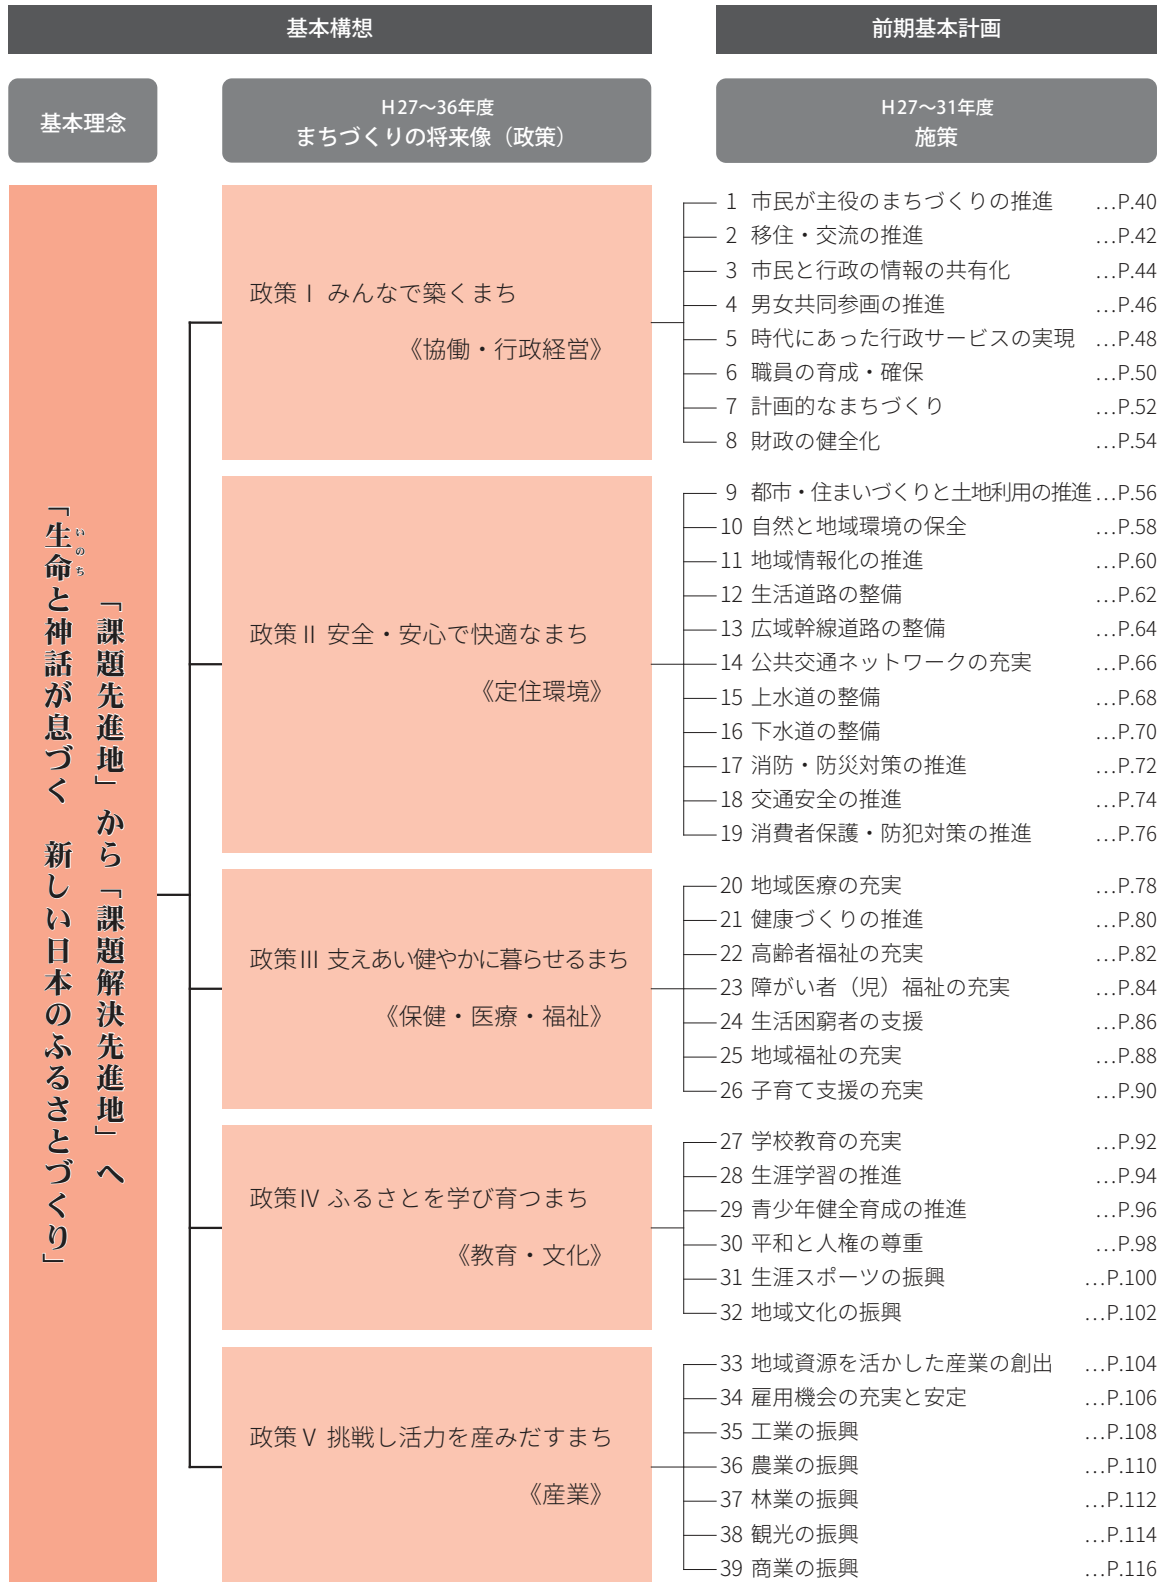 基本構想
前期基本計画
基本理念
H27～36年度
まちづくりの将来像（政策）
H27～31年度
施策
「課題先進地」から「課題解決先進地」へ
「生命と神話が息づく　新しい日本のふるさとづくり」
いのち
政策Ⅰ みんなで築くまち
《協働・行政経営》
1 市民が主役のまちづくりの推進 …P.40
2 移住・交流の推進 …P.42
3 市民と行政の情報の共有化 …P.44
4 男女共同参画の推進 …P.46
5 時代にあった行政サービスの実現 …P.48
6 職員の育成・確保 …P.50
7 計画的なまちづくり …P.52
8 財政の健全化 …P.54
政策Ⅱ 安全・安心で快適なまち
《定住環境》
9 都市・住まいづくりと土地利用の推進 …P.56
10 自然と地域環境の保全 …P.58
11 地域情報化の推進 …P.60
12 生活道路の整備 …P.62
13 広域幹線道路の整備 …P.64
14 公共交通ネットワークの充実 …P.66
15 上水道の整備 …P.68
16 下水道の整備 …P.70
17 消防・防災対策の推進 …P.72
18 交通安全の推進 …P.74
19 消費者保護・防犯対策の推進 …P.76
政策Ⅲ 支えあい健やかに暮らせるまち
《保健・医療・福祉》
20 地域医療の充実 …P.78
21 健康づくりの推進 …P.80
22 高齢者福祉の充実 …P.82
23 障がい者（児）福祉の充実 …P.84
24 生活困窮者の支援 …P.86
25 地域福祉の充実 …P.88
26 子育て支援の充実 …P.90
政策Ⅳ ふるさとを学び育つまち
《教育・文化》
27 学校教育の充実 …P.92
28 生涯学習の推進 …P.94
29 青少年健全育成の推進 …P.96
30 平和と人権の尊重 …P.98
31 生涯スポーツの振興 …P.100
32 地域文化の振興 …P.102
政策Ⅴ 挑戦し活力を産みだすまち
《産業》
33 地域資源を活かした産業の創出 …P.104
34 雇用機会の充実と安定 …P.106
35 工業の振興 …P.108
36 農業の振興 …P.110
37 林業の振興 …P.112
38 観光の振興 …P.114
39 商業の振興 …P.116